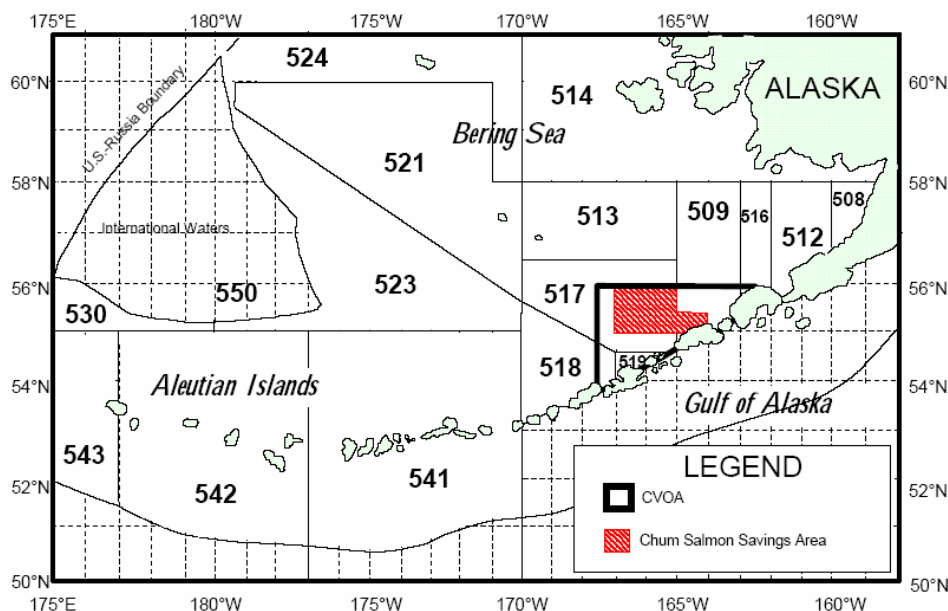 175°E 180°W 175°W 170°W 165°W 160°W
60°N 524 514 ALASKA 60°N
U.S.-Russia Boundary
Bering Sea
521
58°N 58°N
508
513 509 516
International Waters 512
56°N 530 550 523 517 56°N
519
54°N Aleutian Islands 518 54°N
Gulf of Alaska
543 541
52°N 542 52°N
LEGEND
CVOA
Chum Salmon Savings Area
50°N 50°N
175°E 180°W 175°W 170°W 165°W 160°W